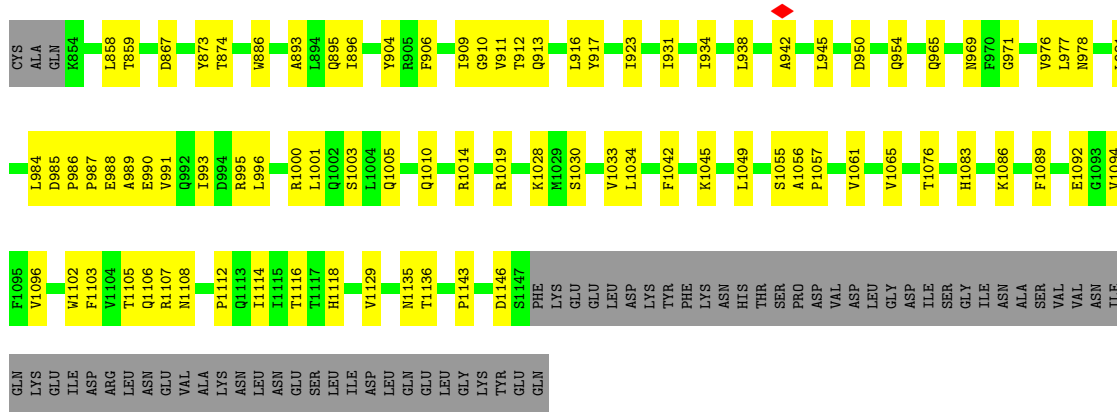 CYS ALA GLN K854 L858 T859 D867 Y873 T874 W886 A893 L894 Q895 I896 Y904 R905 F906 I909 G910 V911 T912 Q913 L916 Y917 I923 I931 I934 L938 A942 L945 D950 Q954 Q965 N969 F970 G971 V976 L977 N978
L984 D985 P986 P987 E988 A989 E990 V991 Q992 I993 D994 R995 L996 R1000 L1001 Q1002 S1003 L1004 Q1005 Q1010 R1014 R1019 K1028 M1029 S1030 V1033 L1034 F1042 K1045 L1049 S1055 A1056 P1057 V1061 V1065 T1076 H1083 K1086 F1089 E1092 G1093 V1094
F1095 V1096 W1102 F1103 V1104 T1105 Q1106 R1107 N1108 P1112 Q1113 I1114 I1115 T1116 T1117 H1118 V1129 N1135 T1136 P1143 D1146 S1147 PHE LYS GLU GLU LEU ASP LYS TYR PHE LYS ASN HIS THR SER PRO ASP VAL ASP LEU GLY ASP ILE SER GLY ILE ASN ALA SER VAL VAL ASN ILE
GLN LYS GLU ILE ASP ARG LEU ASN GLU VAL ALA LYS ASN LEU ASN GLU SER LEU ILE ASP LEU GLN GLU LEU GLY LYS TYR GLU GLN